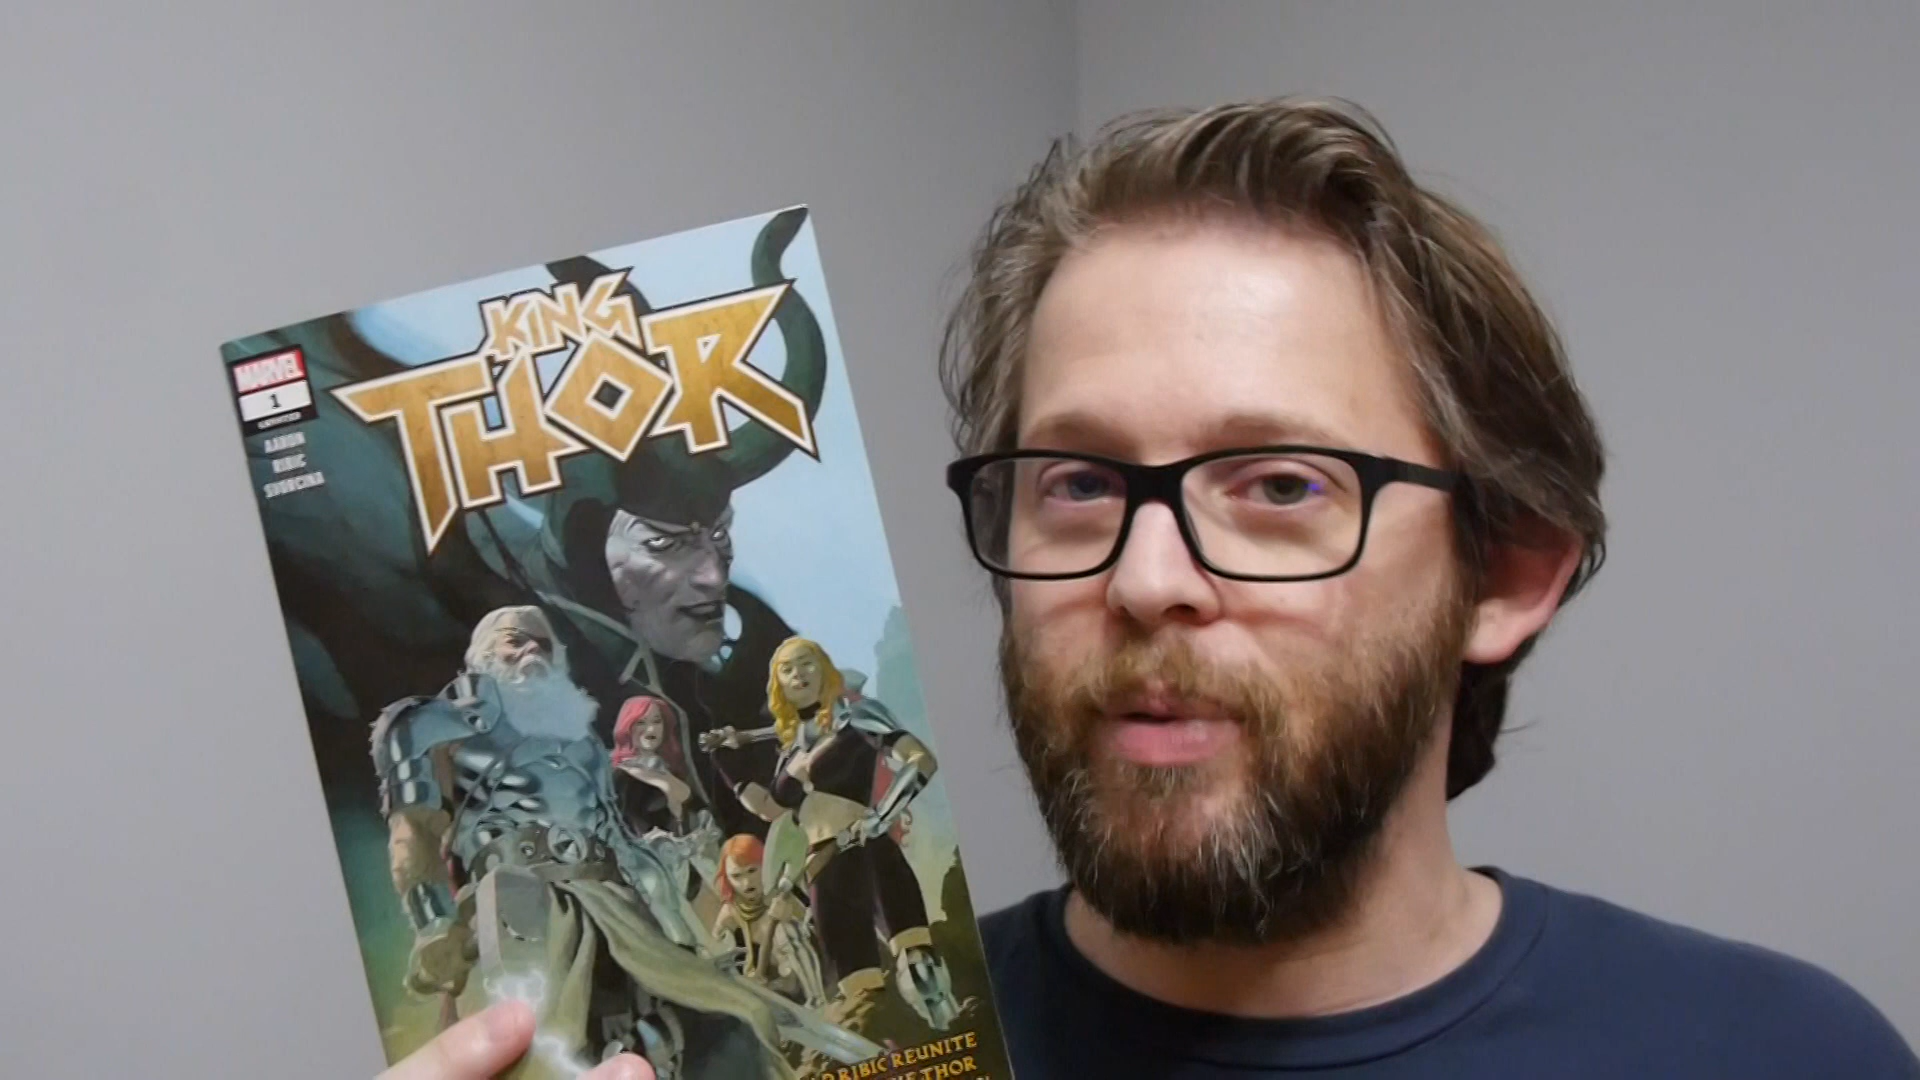 KING
THOR
MARVEL
1
AARON
RIBIC
SVORCINA
RIBIC REUNITE
THOR